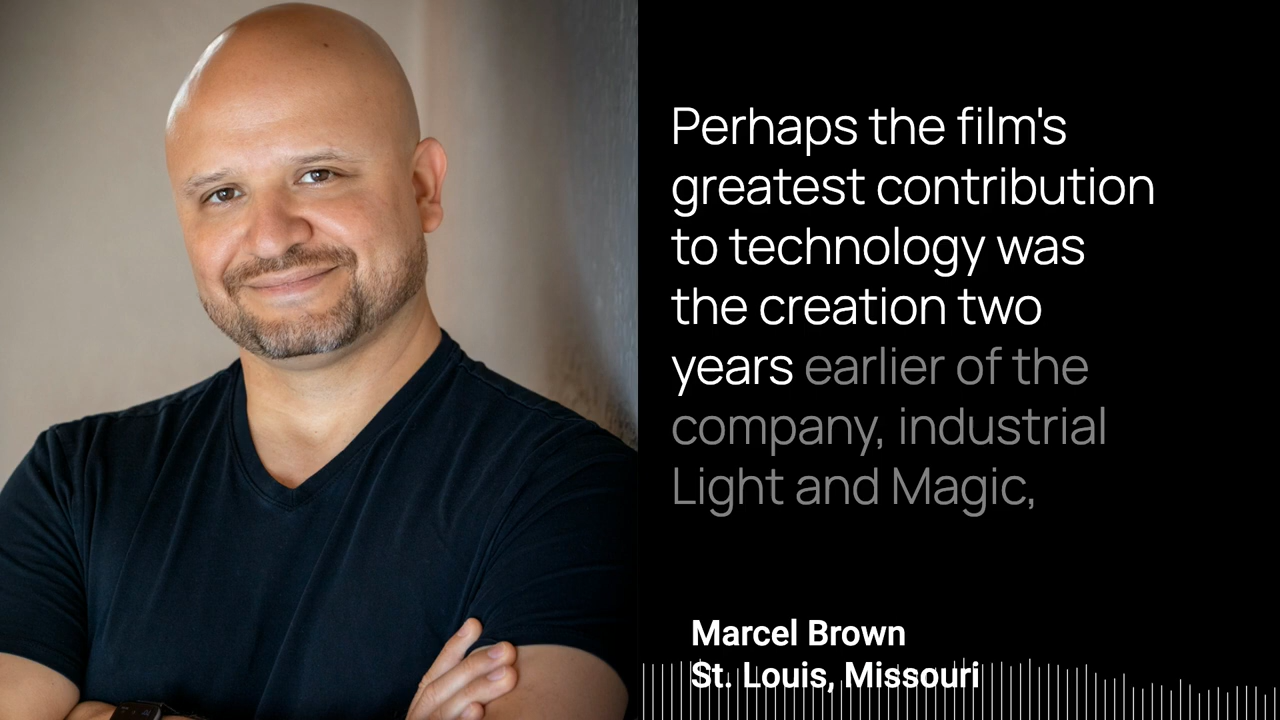 Perhaps the film's
greatest contribution
to technology was
the creation two
years earlier of the
company, industrial
Light and Magic,
Marcel Brown
St. Louis, Missouri